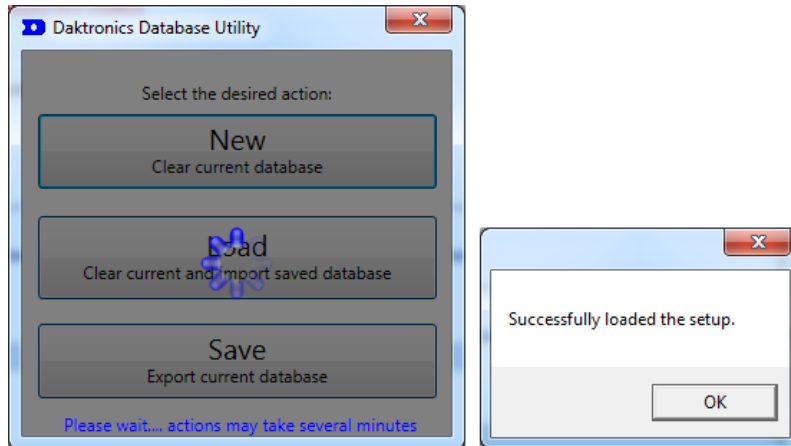 Daktronics Database Utility
Select the desired action:
New
Clear current database
Load
Clear current and import saved database
Save
Export current database
Please wait.... actions may take several minutes
Successfully loaded the setup.
OK